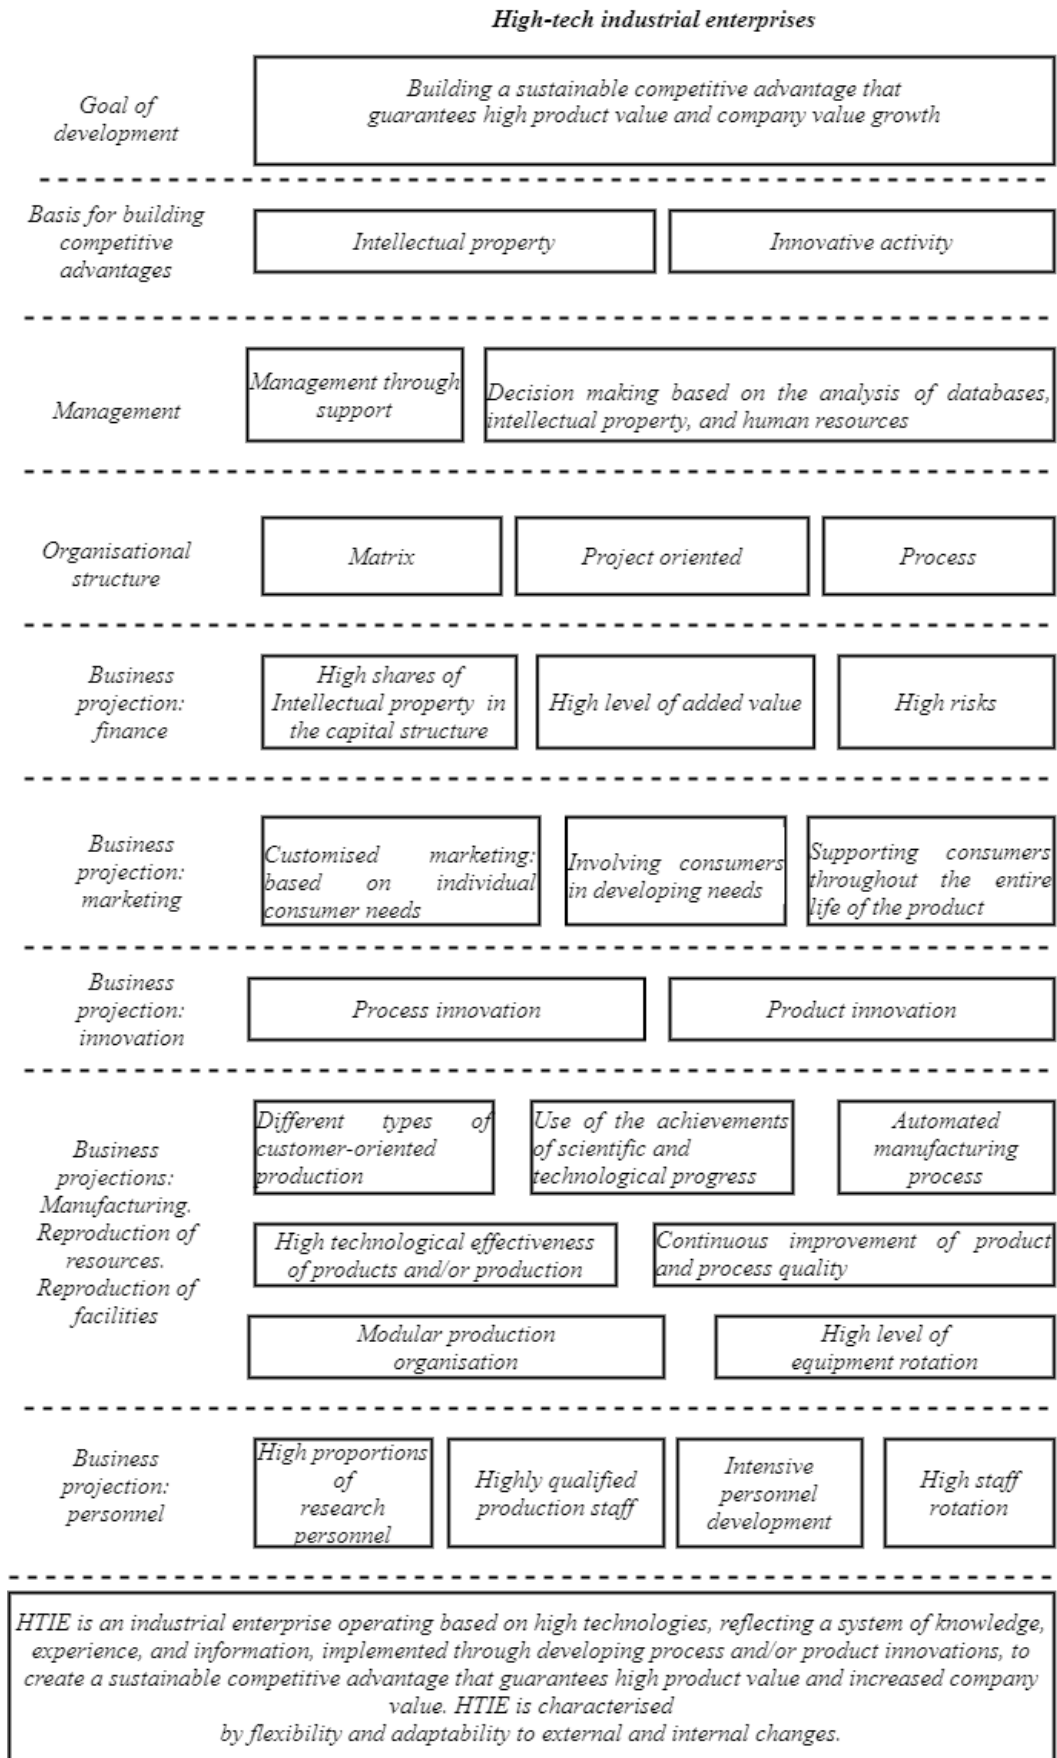 High-tech industrial enterprises
Goal of
development
Building a sustainable competitive advantage that
guarantees high product value and company value growth
Basis for building
competitive
advantages
Intellectual property
Innovative activity
Management
Management through
support
Decision making based on the analysis of databases,
intellectual property, and human resources
Organisational
structure
Matrix
Project oriented
Process
Business
projection:
finance
High shares of
Intellectual property in
the capital structure
High level of added value
High risks
Business
projection:
marketing
Customised marketing:
based on individual
consumer needs
Involving consumers
in developing needs
Supporting consumers
throughout the entire
life of the product
Business
projection:
innovation
Process innovation
Product innovation
Business
projections:
Manufacturing.
Reproduction of
resources.
Reproduction of
facilities
Different types of
customer-oriented
production
Use of the achievements
of scientific and
technological progress
Automated
manufacturing
process
High technological effectiveness
of products and/or production
Continuous improvement of product
and process quality
Modular production
organisation
High level of
equipment rotation
Business
projection:
personnel
High proportions
of
research
personnel
Highly qualified
production staff
Intensive
personnel
development
High staff
rotation
HTIE is an industrial enterprise operating based on high technologies, reflecting a system of knowledge,
experience, and information, implemented through developing process and/or product innovations, to
create a sustainable competitive advantage that guarantees high product value and increased company
value. HTIE is characterised
by flexibility and adaptability to external and internal changes.